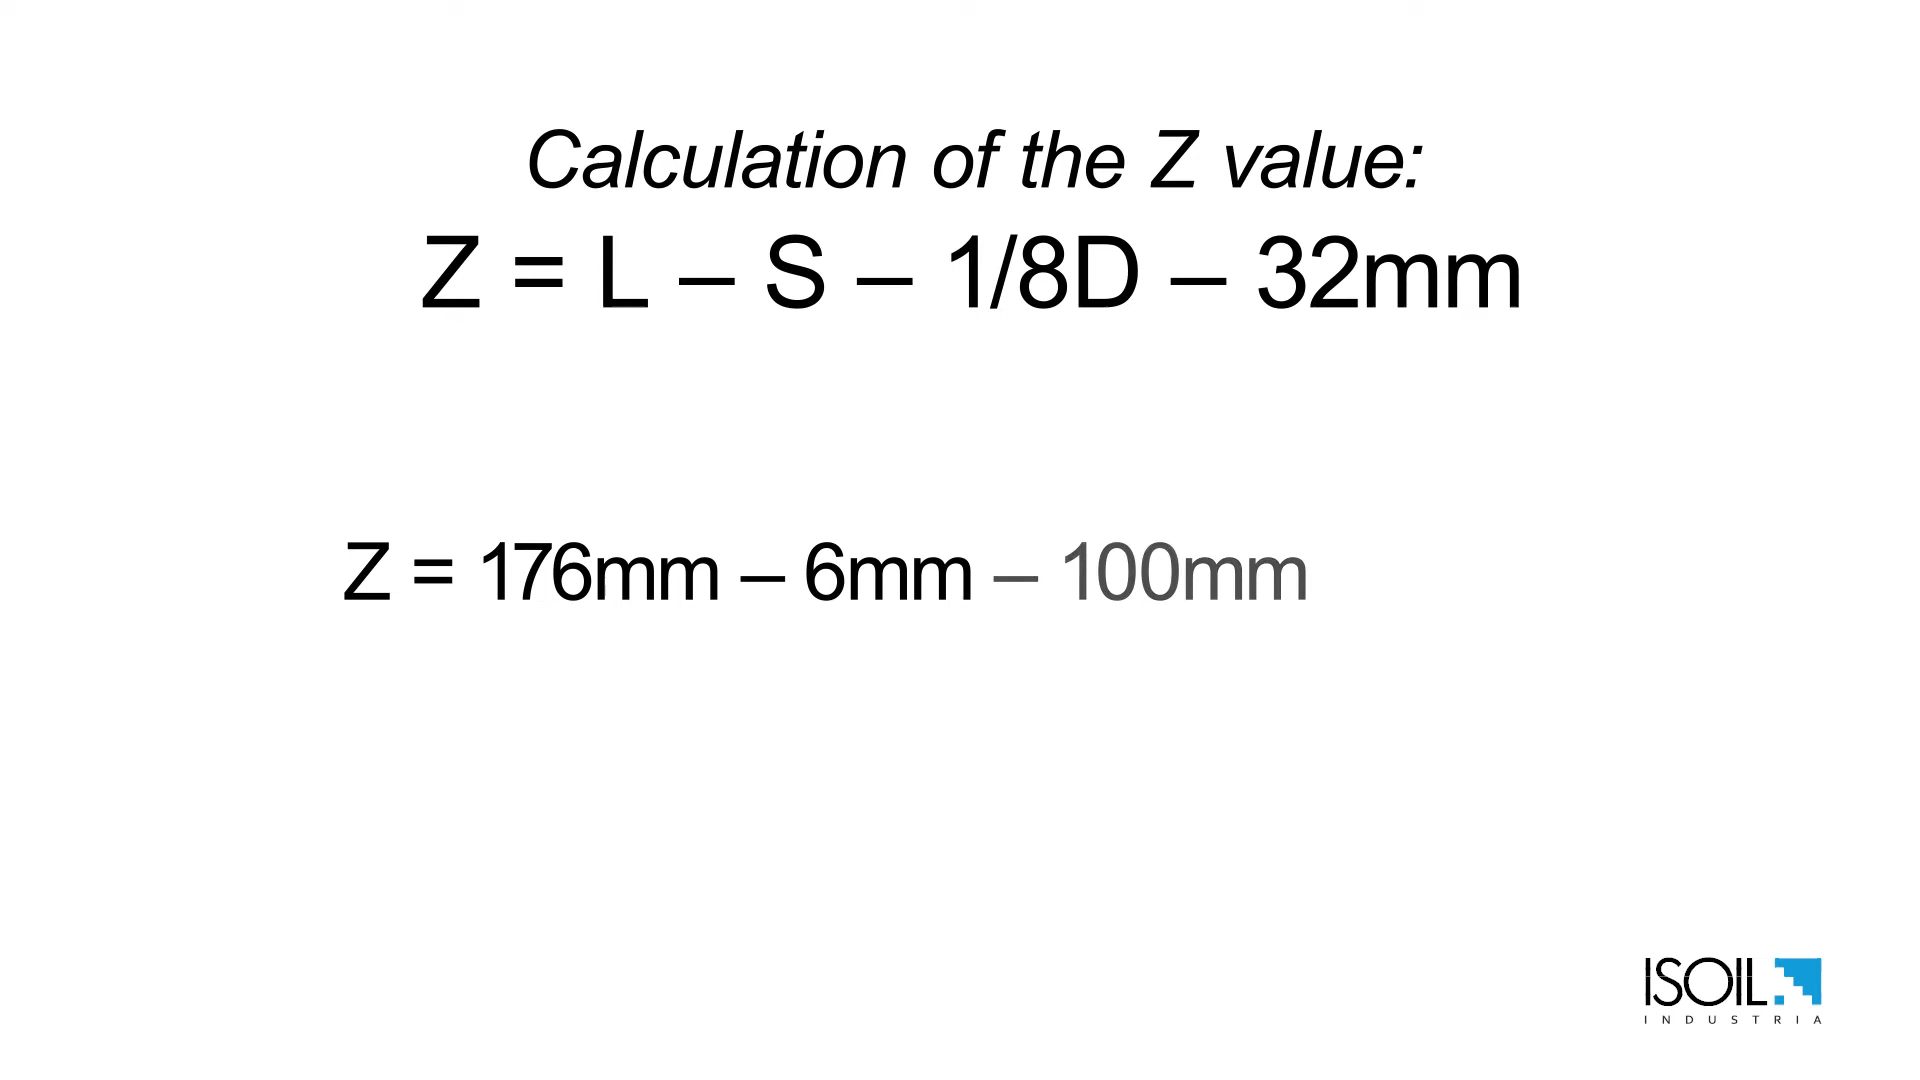 Calculation of the Z value:
Z = L – S – 1/8D – 32mm
Z = 176mm – 6mm – 100mm
ISOIL
INDUSTRIA